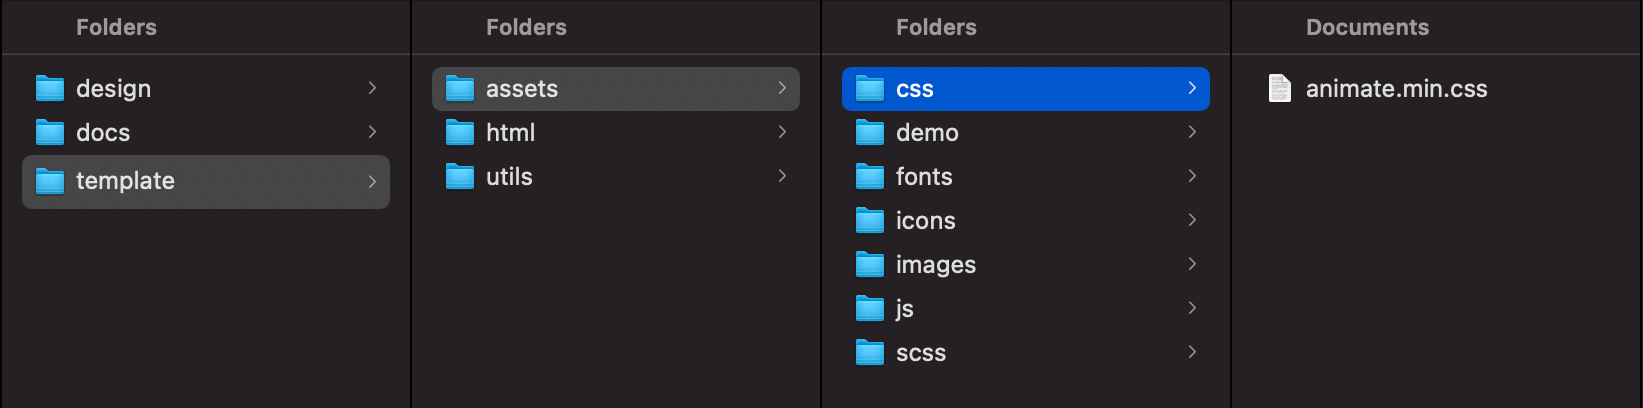 Folders
design
docs
template
Folders
assets
html
utils
Folders
css
demo
fonts
icons
images
js
scss
Documents
animate.min.css